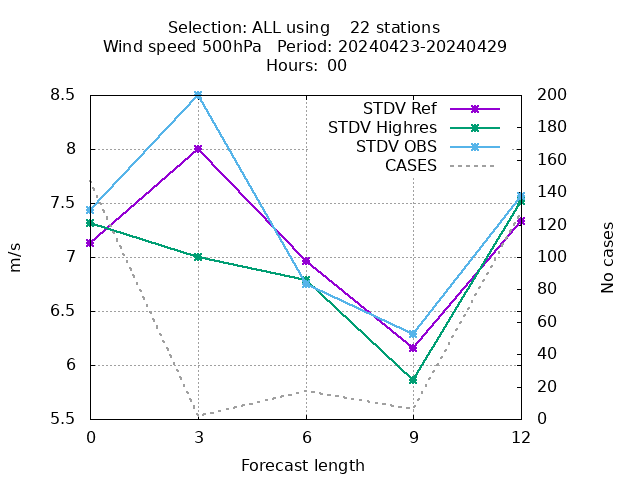 Selection: ALL using    22 stations
Wind speed 500hPa   Period: 20240423-20240429
Hours:  00
8.5
8
7.5
7
6.5
6
5.5
200
180
160
140
120
100
80
60
40
20
0
STDV Ref
STDV Highres
STDV OBS
CASES
m/s
No cases
0 3 6 9 12
Forecast length